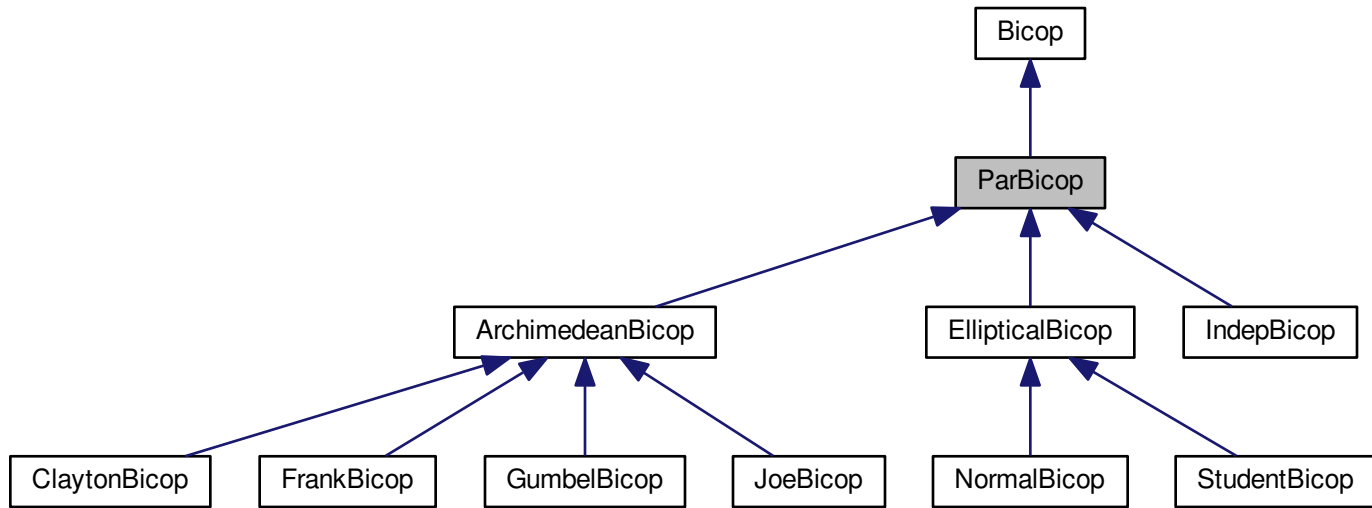 Bicop
ParBicop
ArchimedeanBicop
EllipticalBicop
IndepBicop
ClaytonBicop
FrankBicop
GumbelBicop
JoeBicop
NormalBicop
StudentBicop